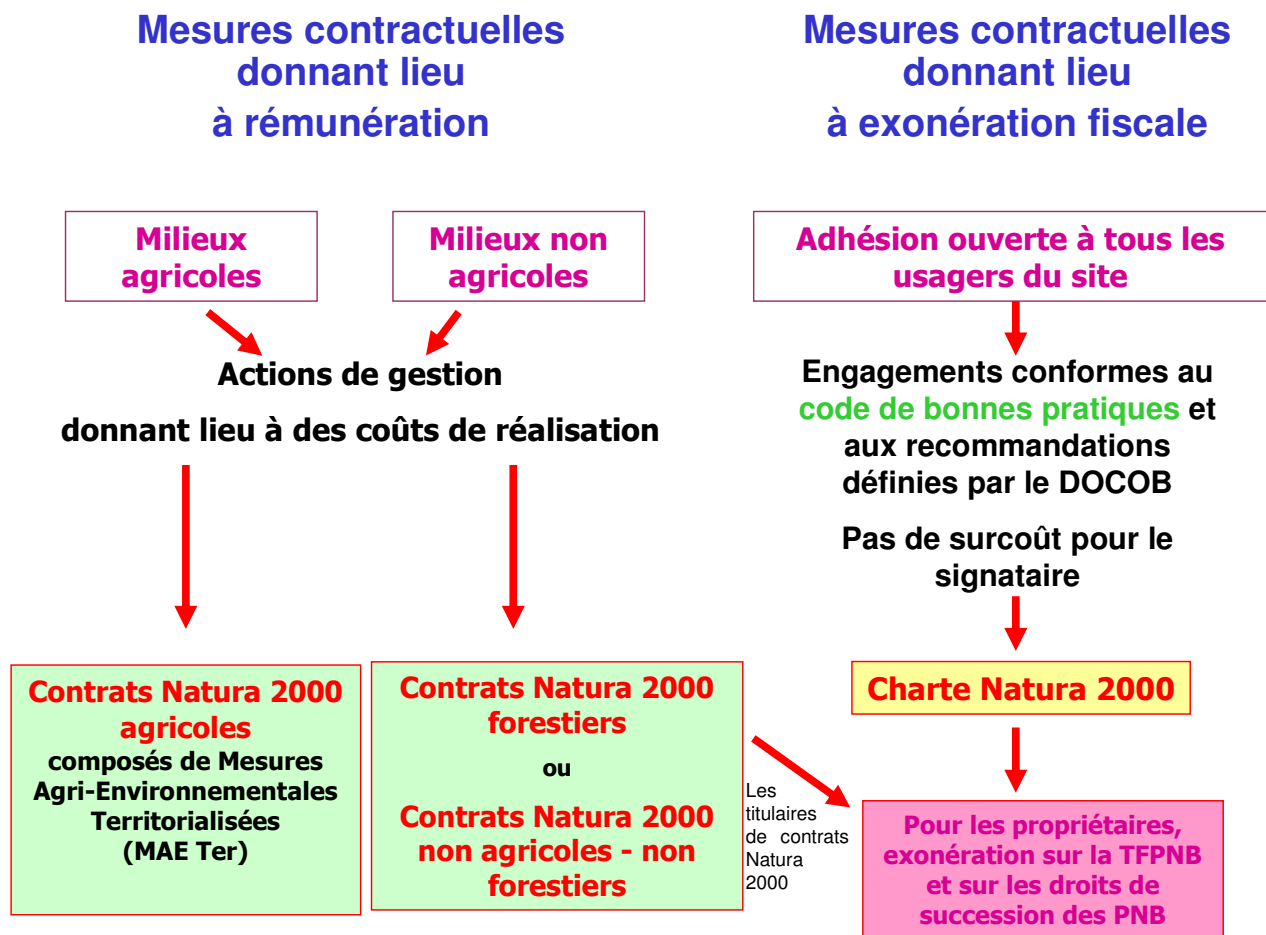 Mesures contractuelles
donnant lieu
à rémunération
Mesures contractuelles
donnant lieu
à exonération fiscale
Milieux
agricoles
Milieux non
agricoles
Adhésion ouverte à tous les
usagers du site
Actions de gestion
donnant lieu à des coûts de réalisation
Engagements conformes au
code de bonnes pratiques et
aux recommandations
définies par le DOCOB
Pas de surcoût pour le
signataire
Contrats Natura 2000
agricoles
composés de Mesures
Agri-Environnementales
Territorialisées
(MAE Ter)
Contrats Natura 2000
forestiers
ou
Contrats Natura 2000
non agricoles - non
forestiers
Les
titulaires
de contrats
Natura
2000
Charte Natura 2000
Pour les propriétaires,
exonération sur la TFPNB
et sur les droits de
succession des PNB